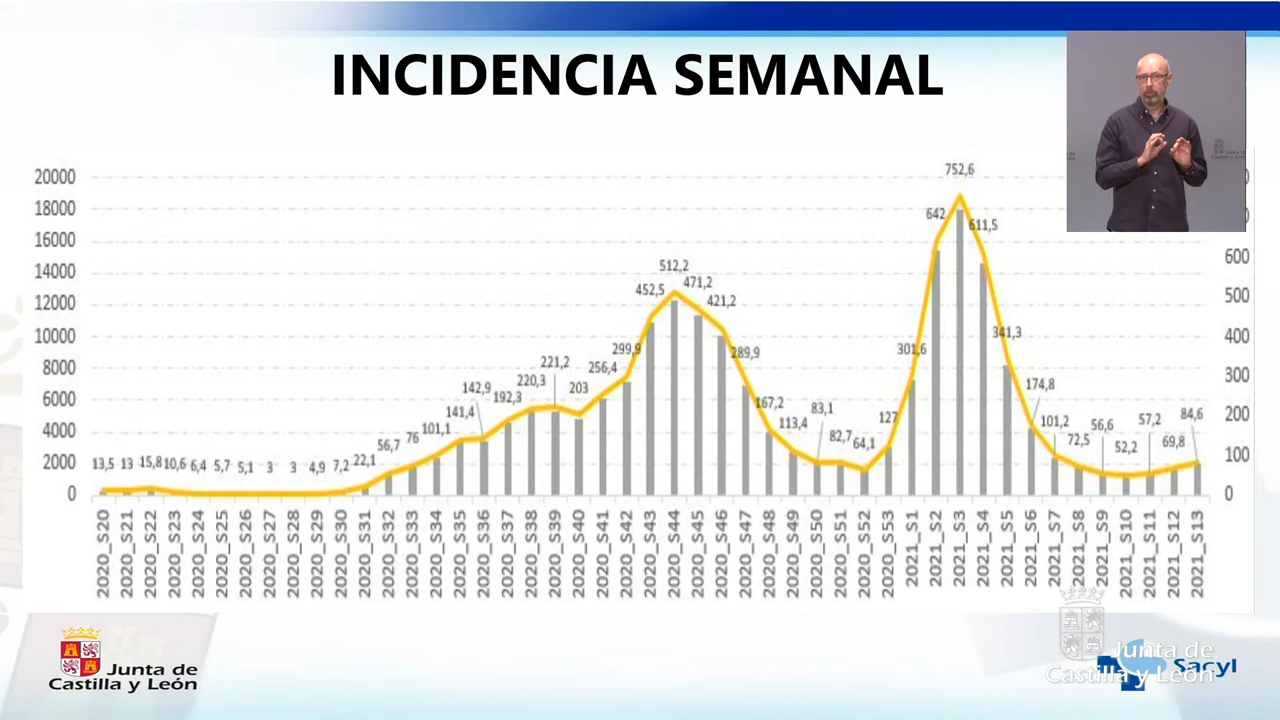 INCIDENCIA SEMANAL
20000
18000
16000
14000
12000
10000
8000
6000
4000
2000
0
600
500
400
300
200
100
0
13,5 13 15,8 10,6 6,4 5,7 5,1 3 3 4,9 7,2 22,1 56,7 76 101,1 141,4 142,9 192,3 220,3 221,2 203 256,4 299,9 452,5 512,2 471,2 421,2 289,9 167,2 113,4 83,1 82,7 64,1 127 301,6 642 752,6 611,5 341,3 174,8 101,2 72,5 56,6 52,2 57,2 69,8 84,6
2020_S20
2020_S21
2020_S22
2020_S23
2020_S24
2020_S25
2020_S26
2020_S27
2020_S28
2020_S29
2020_S30
2020_S31
2020_S32
2020_S33
2020_S34
2020_S35
2020_S36
2020_S37
2020_S38
2020_S39
2020_S40
2020_S41
2020_S42
2020_S43
2020_S44
2020_S45
2020_S46
2020_S47
2020_S48
2020_S49
2020_S50
2020_S51
2020_S52
2020_S53
2021_S1
2021_S2
2021_S3
2021_S4
2021_S5
2021_S6
2021_S7
2021_S8
2021_S9
2021_S10
2021_S11
2021_S12
2021_S13
Junta de
Castilla y León
Junta de
Castilla y León
Sacyl